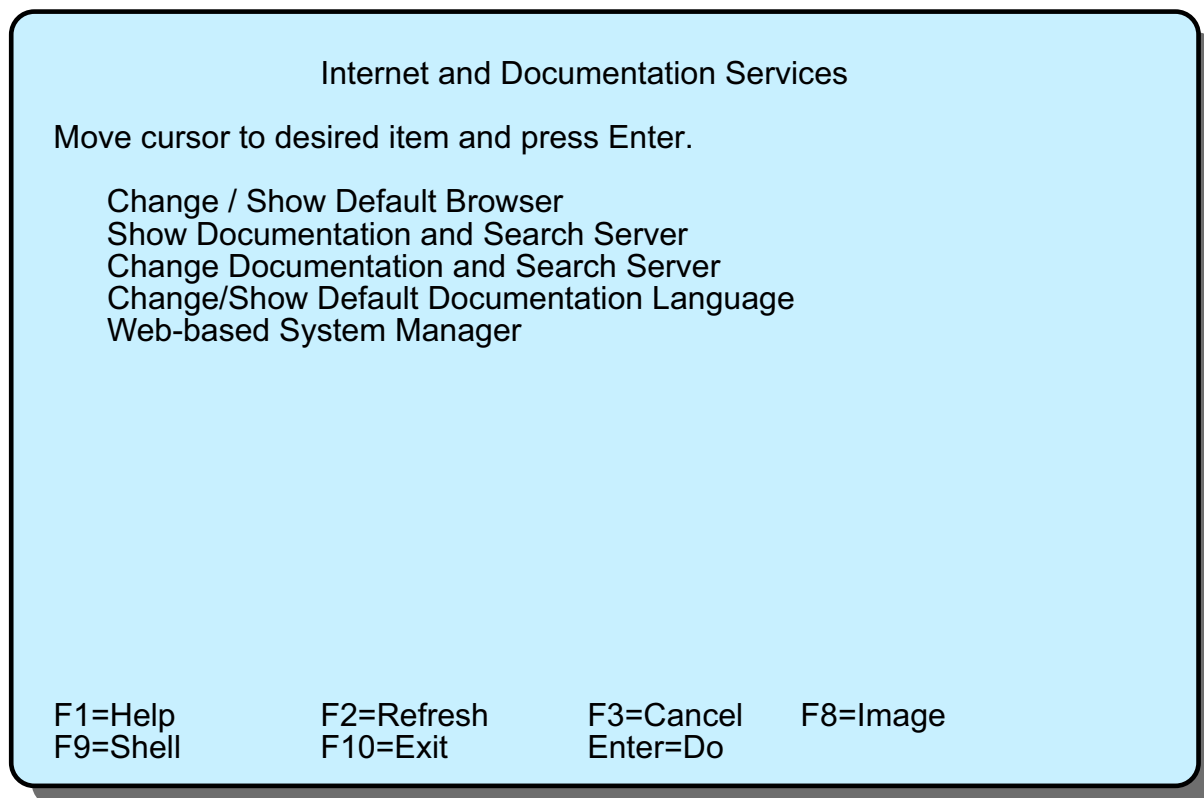 Internet and Documentation Services
Move cursor to desired item and press Enter.
Change / Show Default Browser
Show Documentation and Search Server
Change Documentation and Search Server
Change/Show Default Documentation Language
Web-based System Manager
F1=Help F2=Refresh F3=Cancel F8=Image
F9=Shell F10=Exit Enter=Do